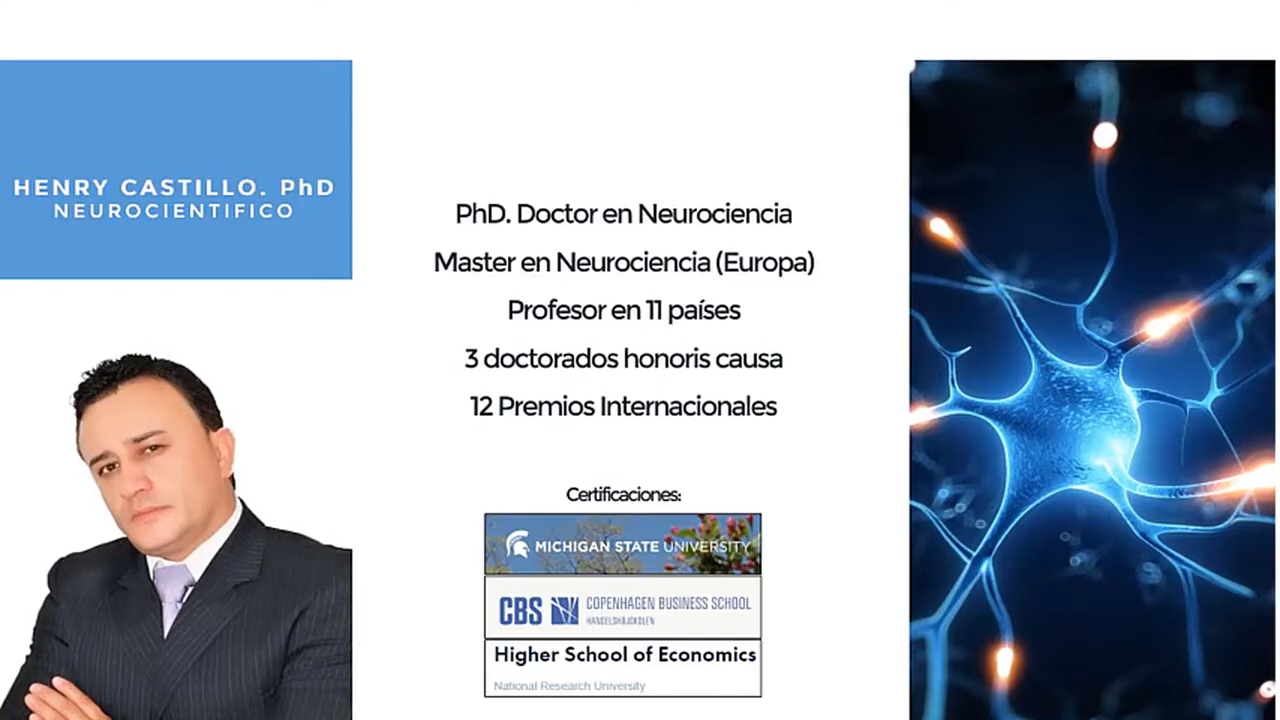 HENRY CASTILLO. PhD
NEUROCIENTIFICO
PhD. Doctor en Neurociencia
Master en Neurociencia (Europa)
Profesor en 11 países
3 doctorados honoris causa
12 Premios Internacionales
Certificaciones:
MICHIGAN STATE UNIVERSITY
CBS COPENHAGEN BUSINESS SCHOOL
HANDELSHØJSKOLEN
Higher School of Economics
National Research University